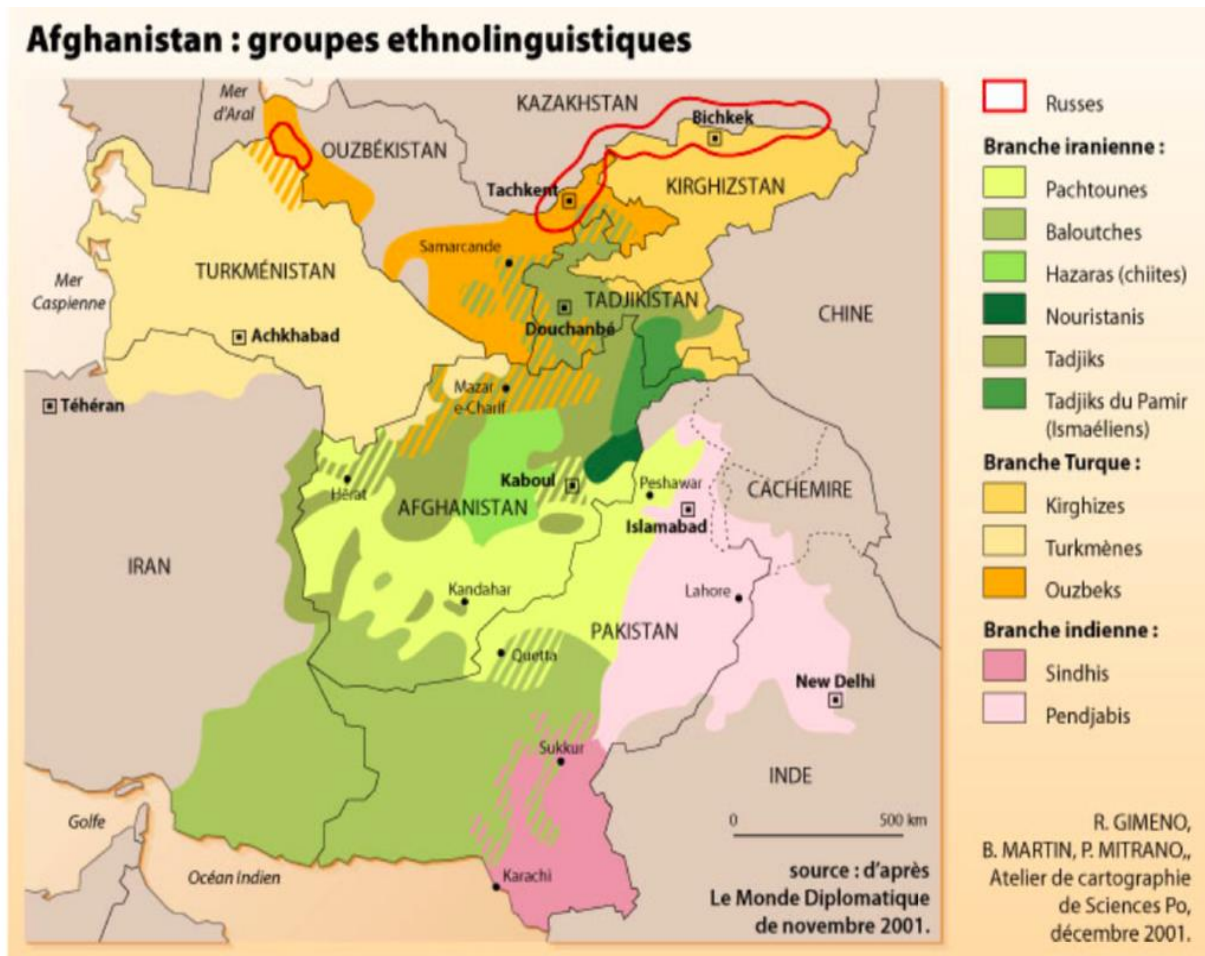 Afghanistan : groupes ethnolinguistiques
Mer
d'Aral
KAZAKHSTAN
Bichkek
OUZBÉKISTAN
Tachkent
KIRGHIZSTAN
Samarcande
TURKMÉNISTAN
Mer
Caspienne
TADJIKISTAN
Douchanbé
CHINE
Achkhabad
Mazar
e-Charif
Téhéran
Hérat
Kaboul
Peshawar
CACHEMIRE
AFGHANISTAN
Islamabad
IRAN
Kandahar
Lahore
PAKISTAN
Quetta
New Delhi
Sukkur
INDE
Golfe
0 500 km
Océan Indien
Karachi
source : d'après
Le Monde Diplomatique
de novembre 2001.
Russes
Branche iranienne :
Pachtounes
Baloutches
Hazaras (chiites)
Nouristanis
Tadjiks
Tadjiks du Pamir
(Ismaéliens)
Branche Turque :
Kirghizes
Turkmènes
Ouzbeks
Branche indienne :
Sindhis
Pendjabis
R. GIMENO,
B. MARTIN, P. MITRANO,,
Atelier de cartographie
de Sciences Po,
décembre 2001.